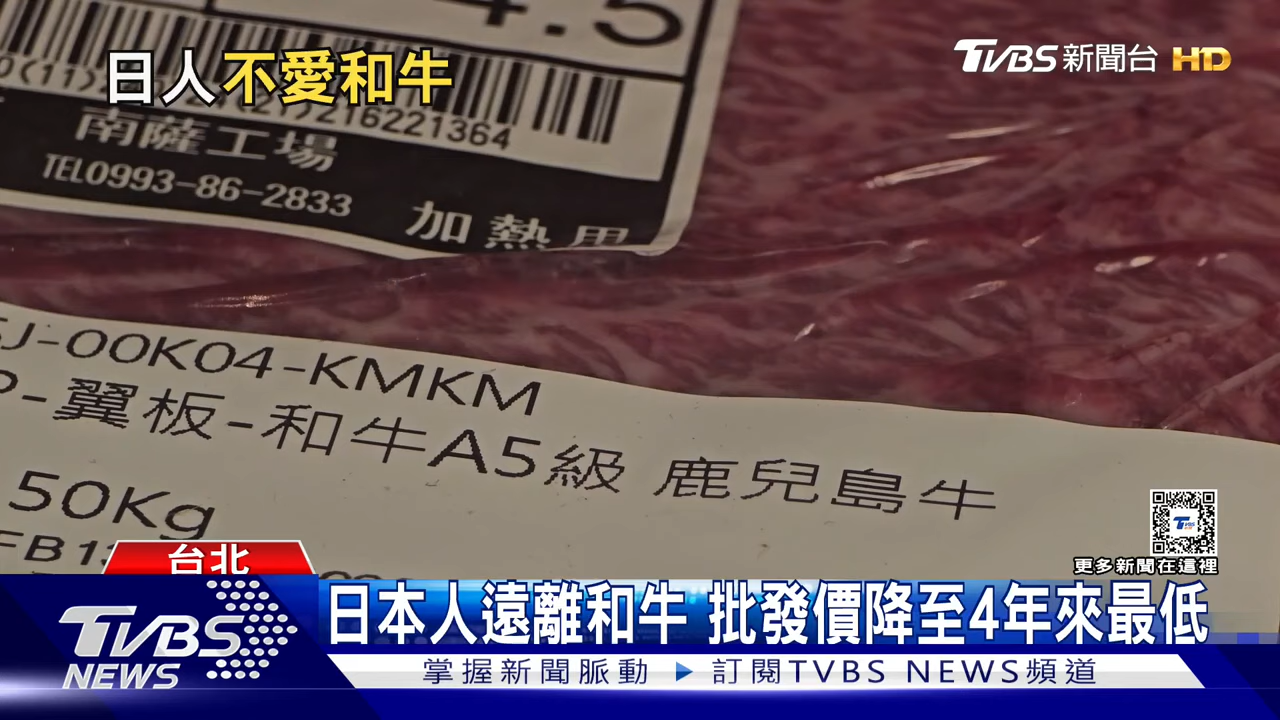 4.5
TVBS新聞台 HD
日人不愛和牛
216221364
南薩工場
TEL0993-86-2833
加熱用
J-00K04-KMKM
P-翼板-和牛A5級 鹿兒島牛
50Kg
更多新聞在這裡
台北
日本人遠離和牛 批發價降至4年來最低
TVBS NEWS
掌握新聞脈動 ▶ 訂閱TVBS NEWS頻道